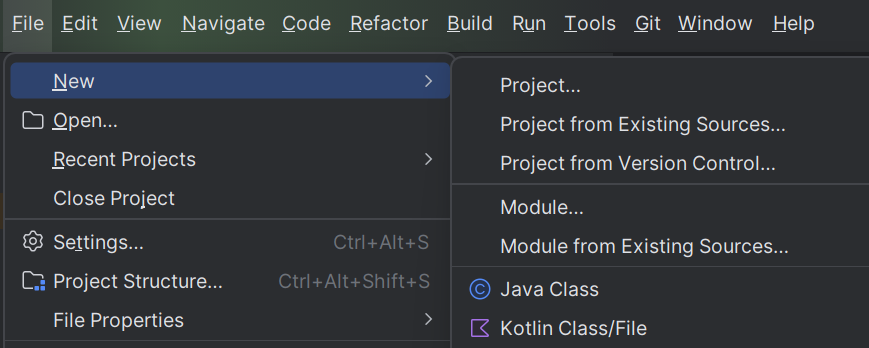 File Edit View Navigate Code Refactor Build Run Tools Git Window Help
New
Open...
Recent Projects
Close Project
Settings... Ctrl+Alt+S
Project Structure... Ctrl+Alt+Shift+S
File Properties
Project...
Project from Existing Sources...
Project from Version Control...
Module...
Module from Existing Sources...
Java Class
Kotlin Class/File